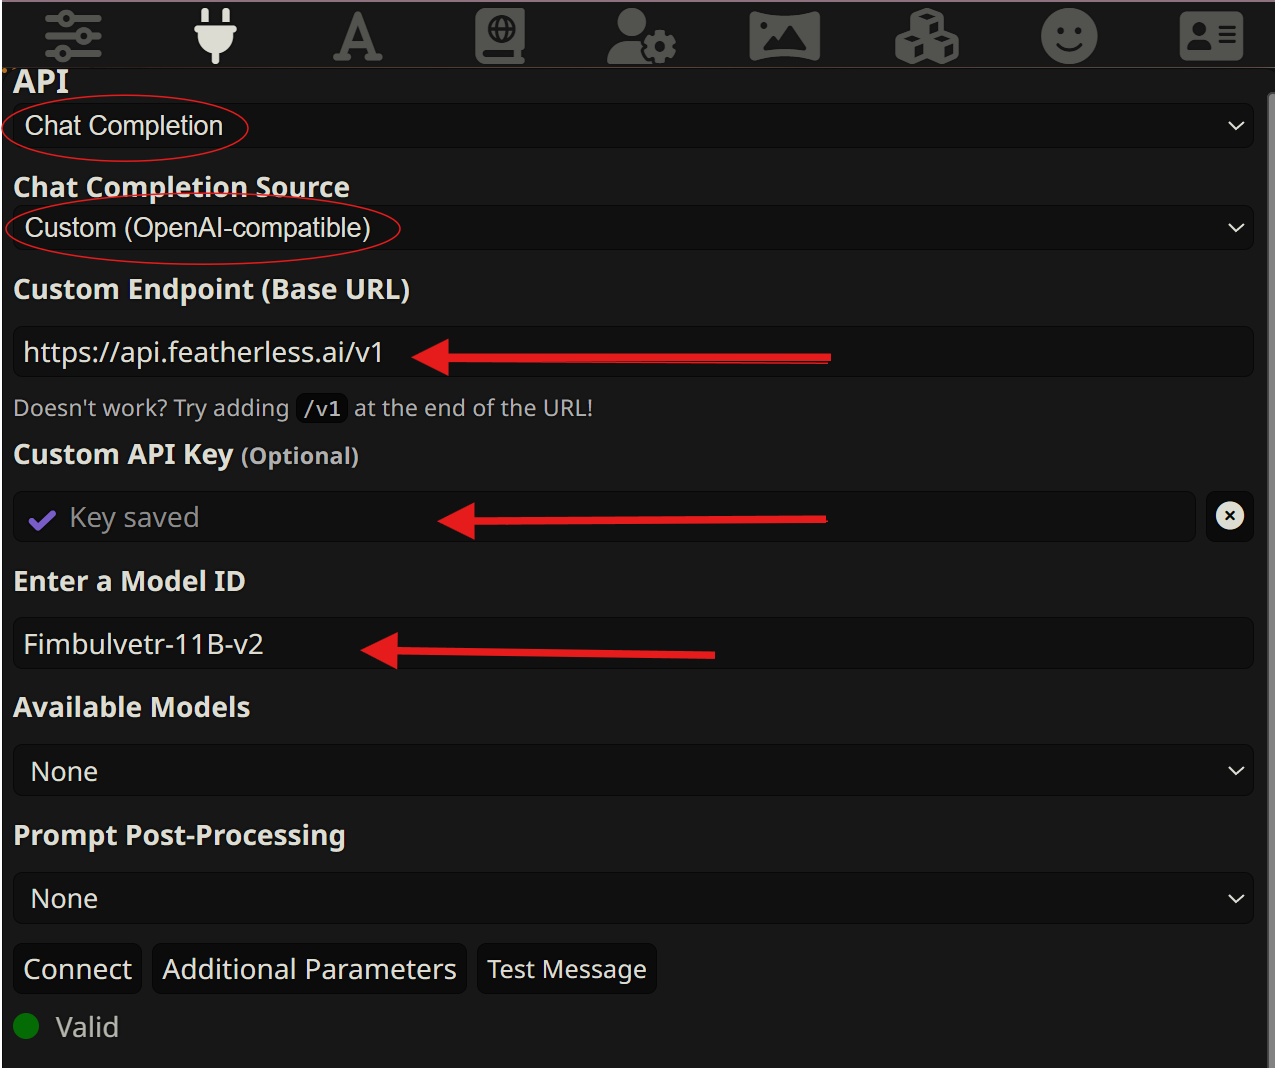 API
Chat Completion
Chat Completion Source
Custom (OpenAI-compatible)
Custom Endpoint (Base URL)
https://api.featherless.ai/v1
Doesn't work? Try adding /v1 at the end of the URL!
Custom API Key (Optional)
Key saved
Enter a Model ID
Fimbulvetr-11B-v2
Available Models
None
Prompt Post-Processing
None
Connect Additional Parameters Test Message
Valid